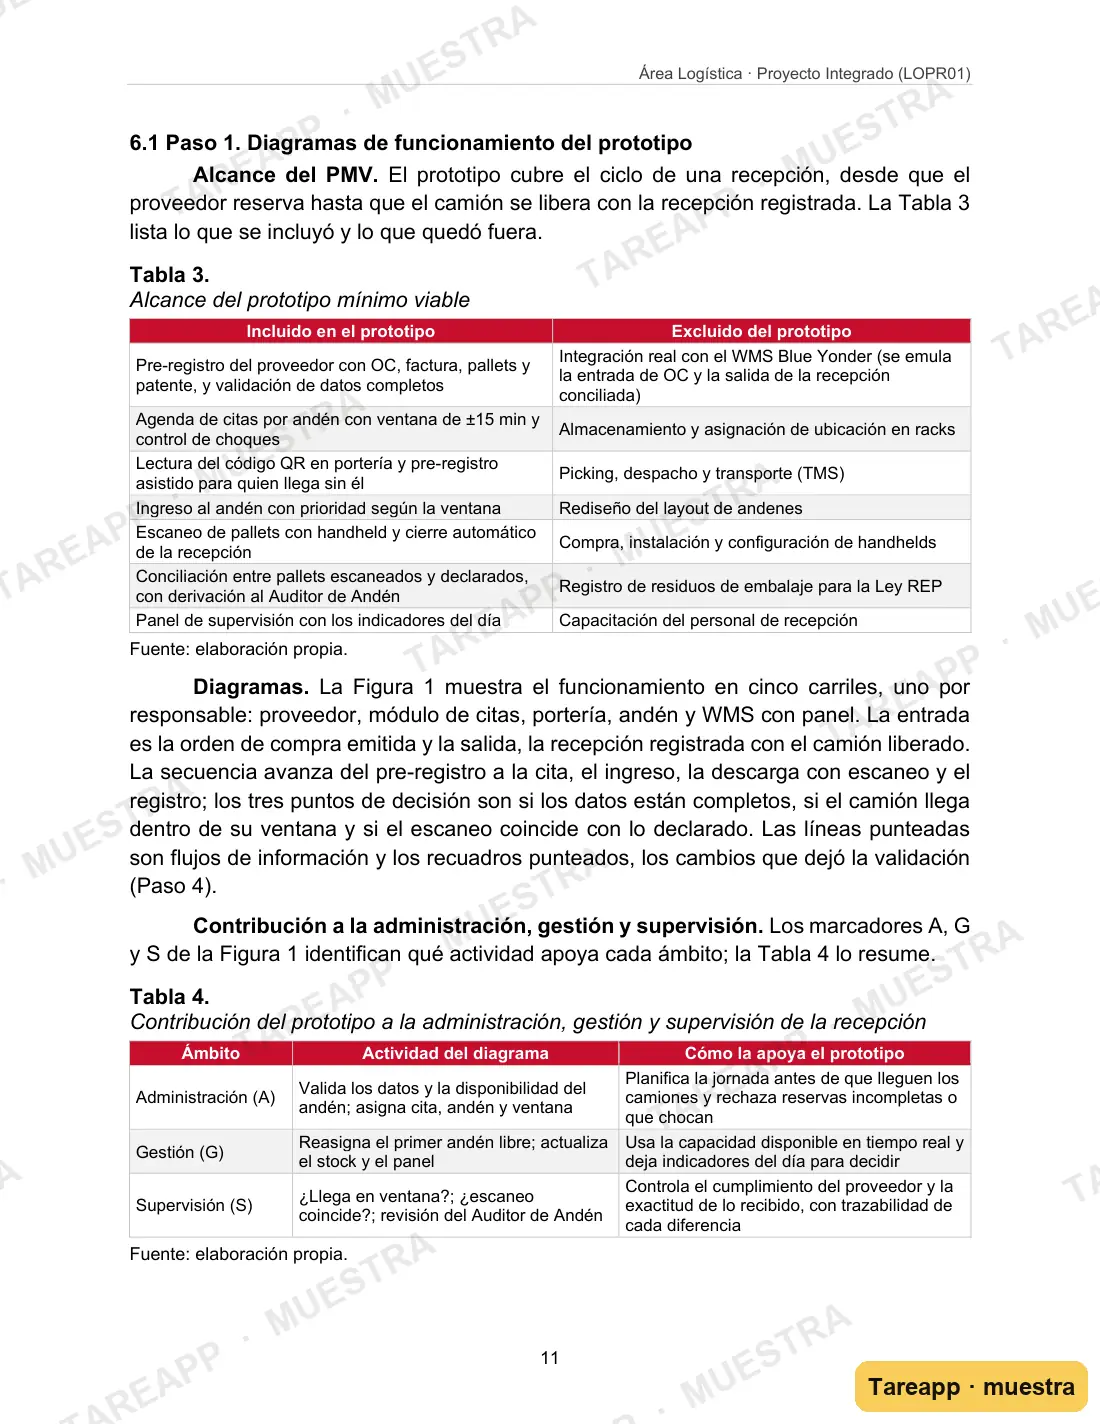 Área Logística · Proyecto Integrado (LOPR01)
6.1 Paso 1. Diagramas de funcionamiento del prototipo
Alcance del PMV. El prototipo cubre el ciclo de una recepción, desde que el
proveedor reserva hasta que el camión se libera con la recepción registrada. La Tabla 3
lista lo que se incluyó y lo que quedó fuera.
Tabla 3.
Alcance del prototipo mínimo viable
Incluido en el prototipo
Excluido del prototipo
Pre-registro del proveedor con OC, factura, pallets y
patente, y validación de datos completos
Integración real con el WMS Blue Yonder (se emula
la entrada de OC y la salida de la recepción
conciliada)
Agenda de citas por andén con ventana de ±15 min y
control de choques
Almacenamiento y asignación de ubicación en racks
Lectura del código QR en portería y pre-registro
asistido para quien llega sin él
Picking, despacho y transporte (TMS)
Ingreso al andén con prioridad según la ventana
Rediseño del layout de andenes
Escaneo de pallets con handheld y cierre automático
de la recepción
Compra, instalación y configuración de handhelds
Conciliación entre pallets escaneados y declarados,
con derivación al Auditor de Andén
Registro de residuos de embalaje para la Ley REP
Panel de supervisión con los indicadores del día
Capacitación del personal de recepción
Fuente: elaboración propia.
Diagramas. La Figura 1 muestra el funcionamiento en cinco carriles, uno por
responsable: proveedor, módulo de citas, portería, andén y WMS con panel. La entrada
es la orden de compra emitida y la salida, la recepción registrada con el camión liberado.
La secuencia avanza del pre-registro a la cita, el ingreso, la descarga con escaneo y el
registro; los tres puntos de decisión son si los datos están completos, si el camión llega
dentro de su ventana y si el escaneo coincide con lo declarado. Las líneas punteadas
son flujos de información y los recuadros punteados, los cambios que dejó la validación
(Paso 4).
Contribución a la administración, gestión y supervisión. Los marcadores A, G
y S de la Figura 1 identifican qué actividad apoya cada ámbito; la Tabla 4 lo resume.
Tabla 4.
Contribución del prototipo a la administración, gestión y supervisión de la recepción
Ámbito
Actividad del diagrama
Cómo la apoya el prototipo
Administración (A)
Valida los datos y la disponibilidad del
andén; asigna cita, andén y ventana
Planifica la jornada antes de que lleguen los
camiones y rechaza reservas incompletas o
que chocan
Gestión (G)
Reasigna el primer andén libre; actualiza
el stock y el panel
Usa la capacidad disponible en tiempo real y
deja indicadores del día para decidir
Supervisión (S)
¿Llega en ventana?; ¿escaneo
coincide?; revisión del Auditor de Andén
Controla el cumplimiento del proveedor y la
exactitud de lo recibido, con trazabilidad de
cada diferencia
Fuente: elaboración propia.
11
Tareapp · muestra
TAREAPP · MUESTRA